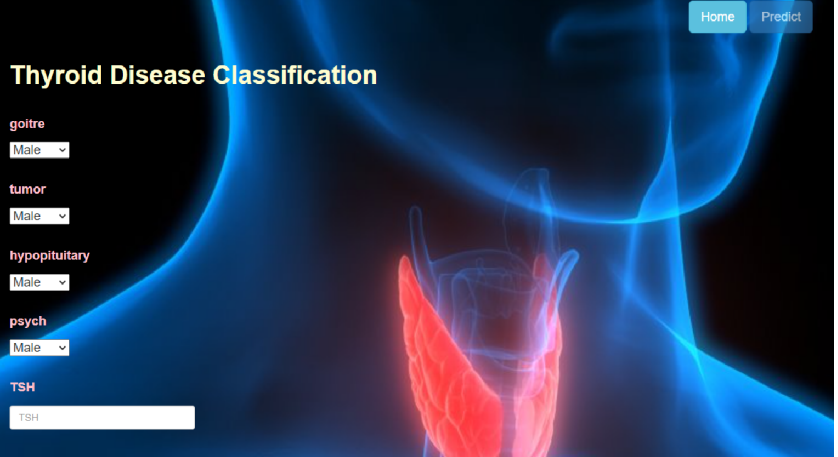 Home Predict
Thyroid Disease Classification
goitre
Male
tumor
Male
hypopituitary
Male
psych
Male
TSH
TSH